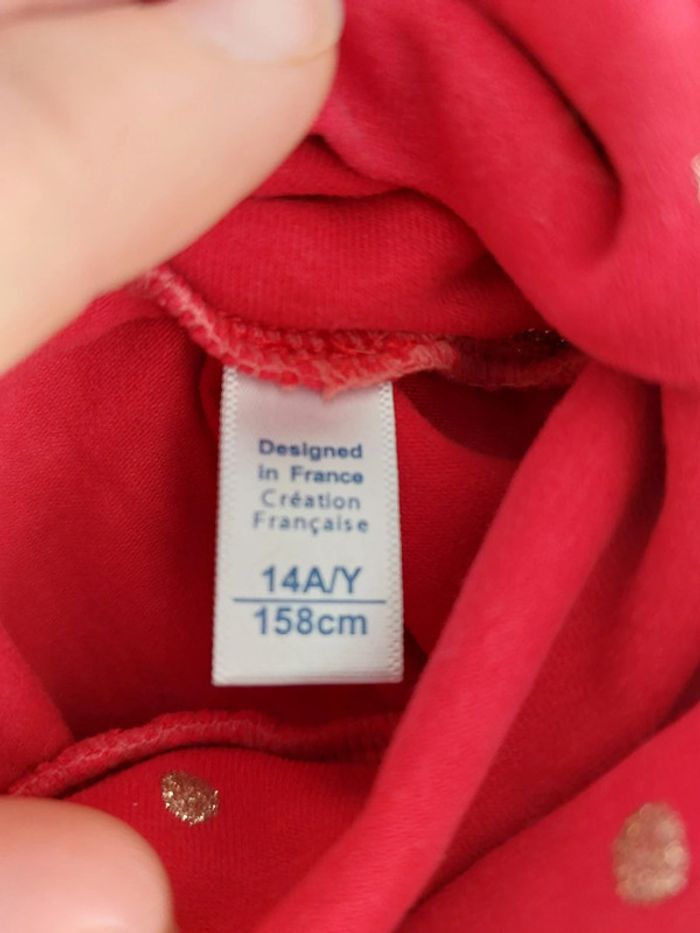 Designed
in France
Création
Française
14A/Y
158cm